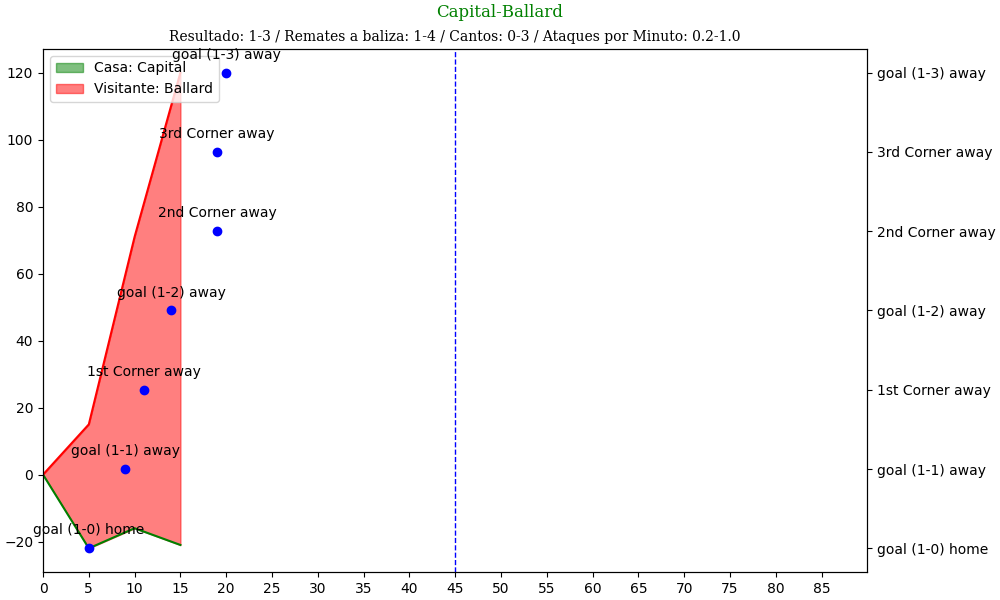 Capital-Ballard
Resultado: 1-3 / Remates a baliza: 1-4 / Cantos: 0-3 / Ataques por Minuto: 0.2-1.0
Casa: Capital
Visitante: Ballard
goal (1-3) away
3rd Corner away
2nd Corner away
goal (1-2) away
1st Corner away
goal (1-1) away
goal (1-0) home
120
100
80
60
40
20
0
−20
goal (1-3) away
3rd Corner away
2nd Corner away
goal (1-2) away
1st Corner away
goal (1-1) away
goal (1-0) home
0 5 10 15 20 25 30 35 40 45 50 55 60 65 70 75 80 85